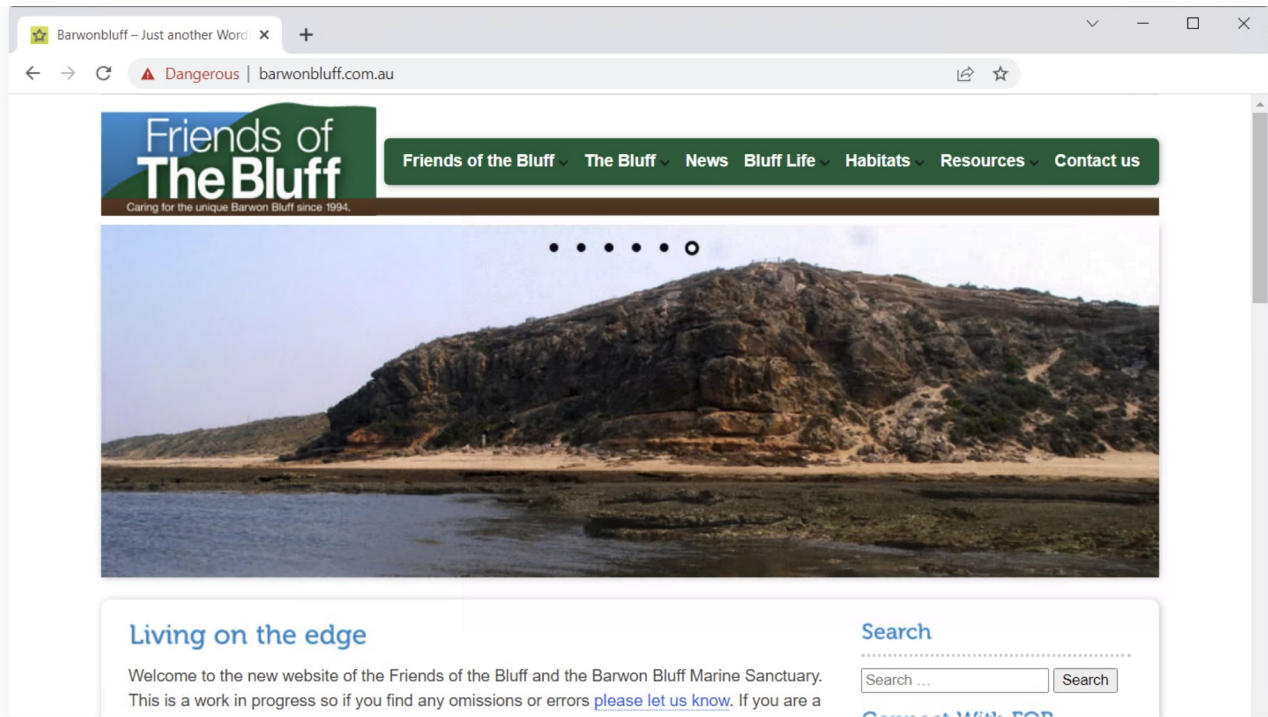 Barwonbluff – Just another Word
Dangerous | barwonbluff.com.au
Friends of
The Bluff
Caring for the unique Barwon Bluff since 1994.
Friends of the Bluff The Bluff News Bluff Life Habitats Resources Contact us
Living on the edge
Welcome to the new website of the Friends of the Bluff and the Barwon Bluff Marine Sanctuary.
This is a work in progress so if you find any omissions or errors please let us know. If you are a
Search
Search ... Search
Connect With FOB